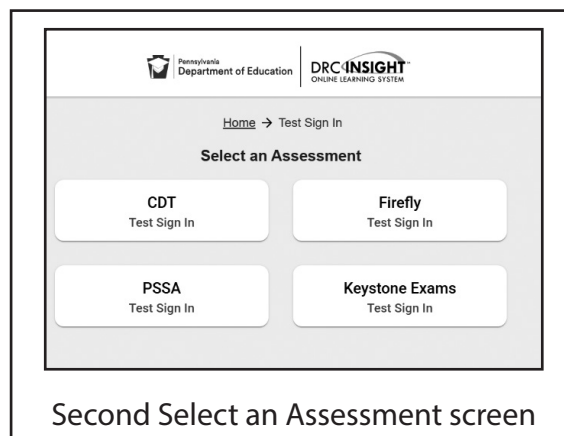 Pennsylvania
Department of Education
DRC INSIGHT
ONLINE LEARNING SYSTEM
Home → Test Sign In
Select an Assessment
CDT
Test Sign In
Firefly
Test Sign In
PSSA
Test Sign In
Keystone Exams
Test Sign In
Second Select an Assessment screen